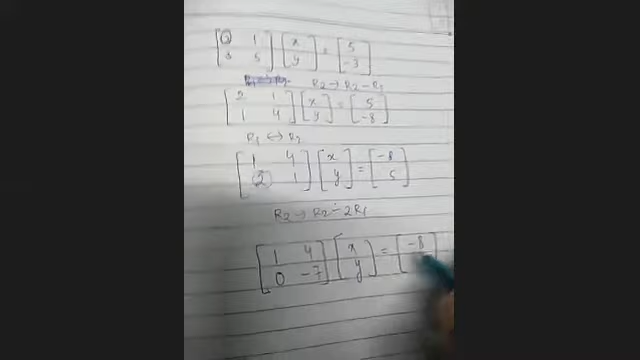 [2 1; 3 5] [x; y] = [5; -3]
R2 → R2 - R1
[2 1; 1 4] [x; y] = [5; -8]
R1 ↔ R2
[1 4; 2 1] [x; y] = [-8; 5]
R2 → R2 - 2R1
[1 4; 0 -7] [x; y] = [-8